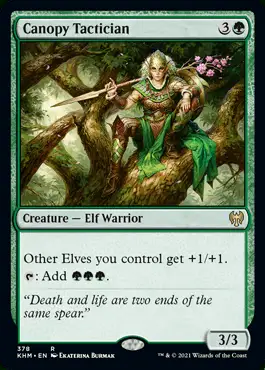 Canopy Tactician 3
Creature — Elf Warrior
Other Elves you control get +1/+1.
: Add .
“Death and life are two ends of the
same spear.”
3/3
378 R
KHM • EN Ekaterina Burmak ™ & © 2021 Wizards of the Coast